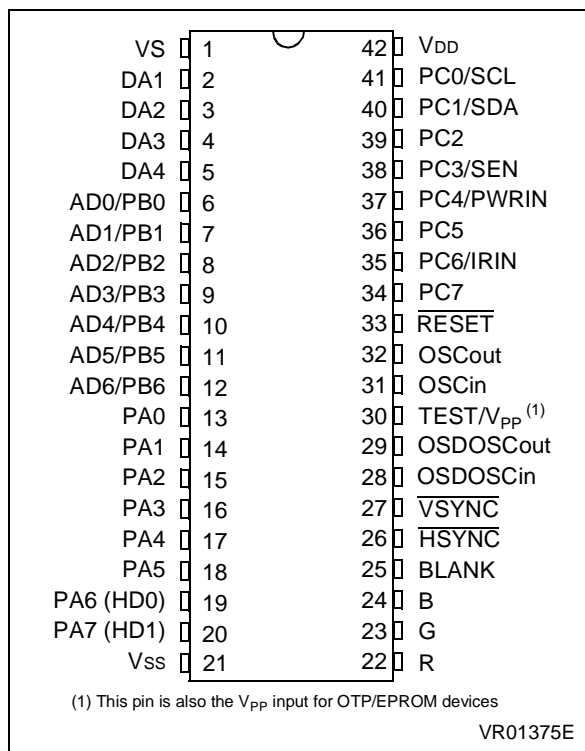 VS 1 42 VDD
DA1 2 41 PC0/SCL
DA2 3 40 PC1/SDA
DA3 4 39 PC2
DA4 5 38 PC3/SEN
AD0/PB0 6 37 PC4/PWRIN
AD1/PB1 7 36 PC5
AD2/PB2 8 35 PC6/IRIN
AD3/PB3 9 34 PC7
AD4/PB4 10 33 RESET
AD5/PB5 11 32 OSCout
AD6/PB6 12 31 OSCin
PA0 13 30 TEST/VPP (1)
PA1 14 29 OSDOSCout
PA2 15 28 OSDOSCin
PA3 16 27 VSYNC
PA4 17 26 HSYNC
PA5 18 25 BLANK
PA6 (HD0) 19 24 B
PA7 (HD1) 20 23 G
VSS 21 22 R
(1) This pin is also the VPP input for OTP/EPROM devices
VR01375E